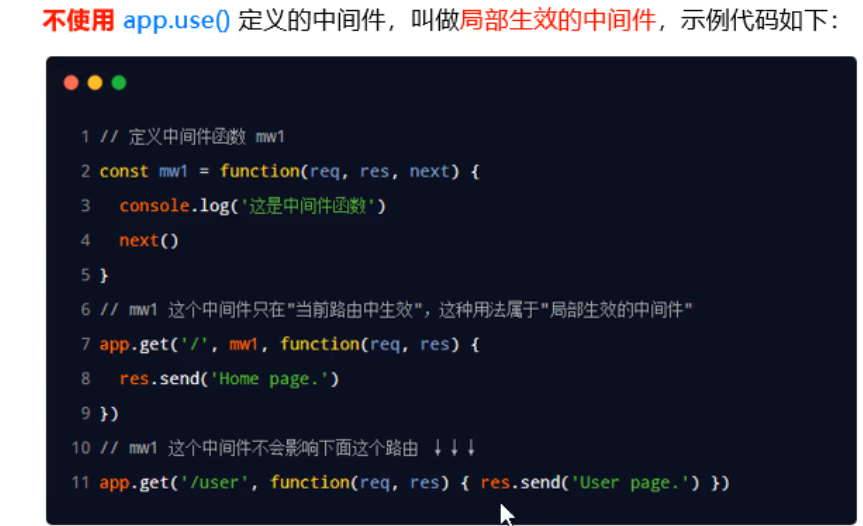 不使用 app.use() 定义的中间件，叫做局部生效的中间件，示例代码如下：
1 // 定义中间件函数 mw1
2 const mw1 = function(req, res, next) {
3   console.log('这是中间件函数')
4   next()
5 }
6 // mw1 这个中间件只在"当前路由中生效"，这种用法属于"局部生效的中间件"
7 app.get('/', mw1, function(req, res) {
8   res.send('Home page.')
9 })
10 // mw1 这个中间件不会影响下面这个路由 ↓↓↓
11 app.get('/user', function(req, res) { res.send('User page.') })